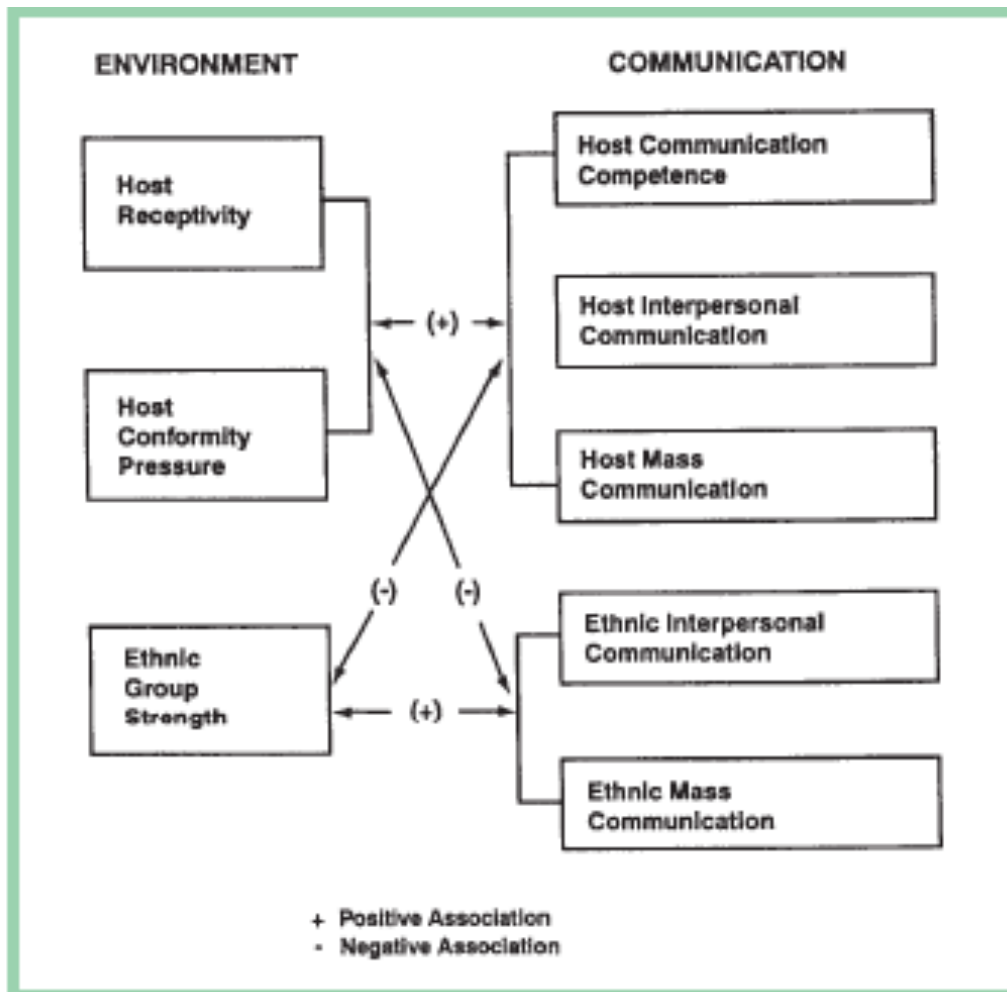 ENVIRONMENT
COMMUNICATION
Host
Receptivity
Host
Conformity
Pressure
Ethnic
Group
Strength
(+)
(-)
(-)
(+)
Host Communication
Competence
Host Interpersonal
Communication
Host Mass
Communication
Ethnic Interpersonal
Communication
Ethnic Mass
Communication
+ Positive Association
- Negative Association